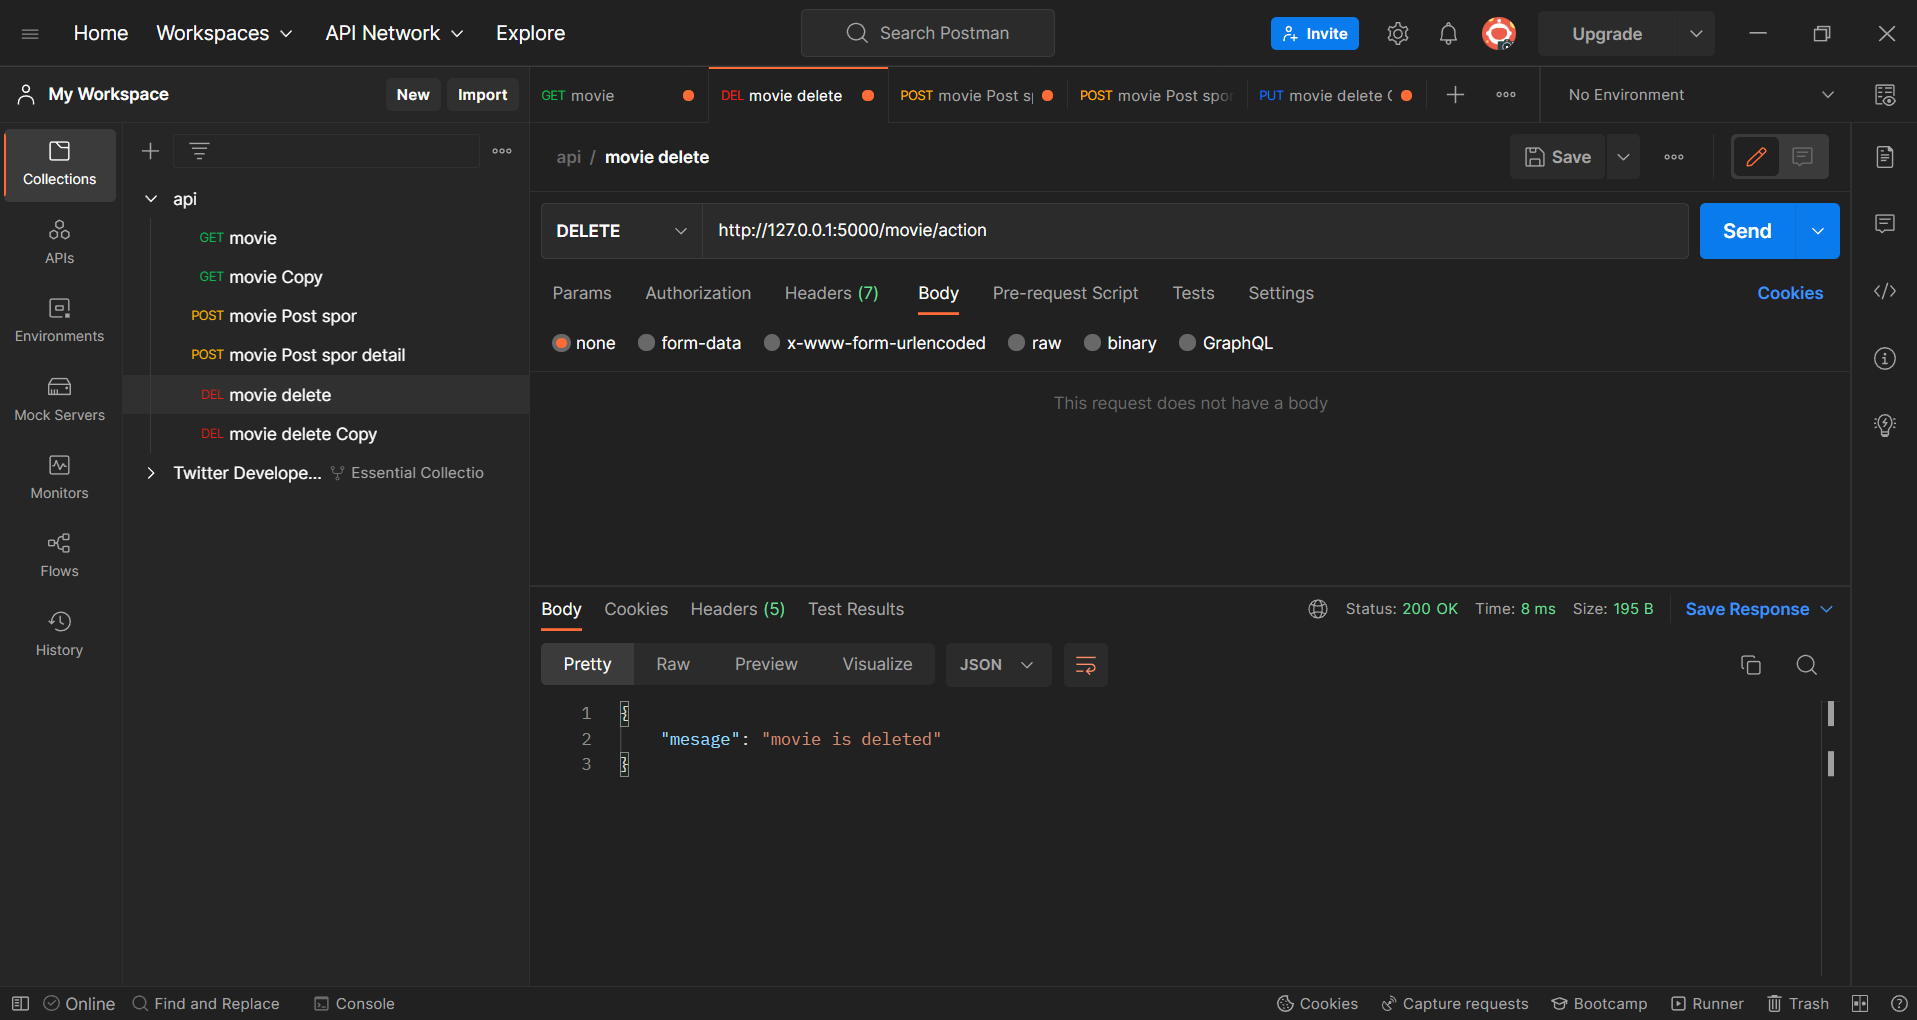 Home Workspaces API Network Explore Search Postman Invite Upgrade
My Workspace New Import GET movie DEL movie delete POST movie Post s POST movie Post spor PUT movie delete No Environment
Collections
APIs
Environments
Mock Servers
Monitors
Flows
History
api
GET movie
GET movie Copy
POST movie Post spor
POST movie Post spor detail
DEL movie delete
DEL movie delete Copy
Twitter Develope... Essential Collectio
api / movie delete Save
DELETE http://127.0.0.1:5000/movie/action Send
Params Authorization Headers (7) Body Pre-request Script Tests Settings Cookies
none form-data x-www-form-urlencoded raw binary GraphQL
This request does not have a body
Body Cookies Headers (5) Test Results Status: 200 OK Time: 8 ms Size: 195 B Save Response
Pretty Raw Preview Visualize JSON
1 {
2 "mesage": "movie is deleted"
3 }
Online Find and Replace Console Cookies Capture requests Bootcamp Runner Trash